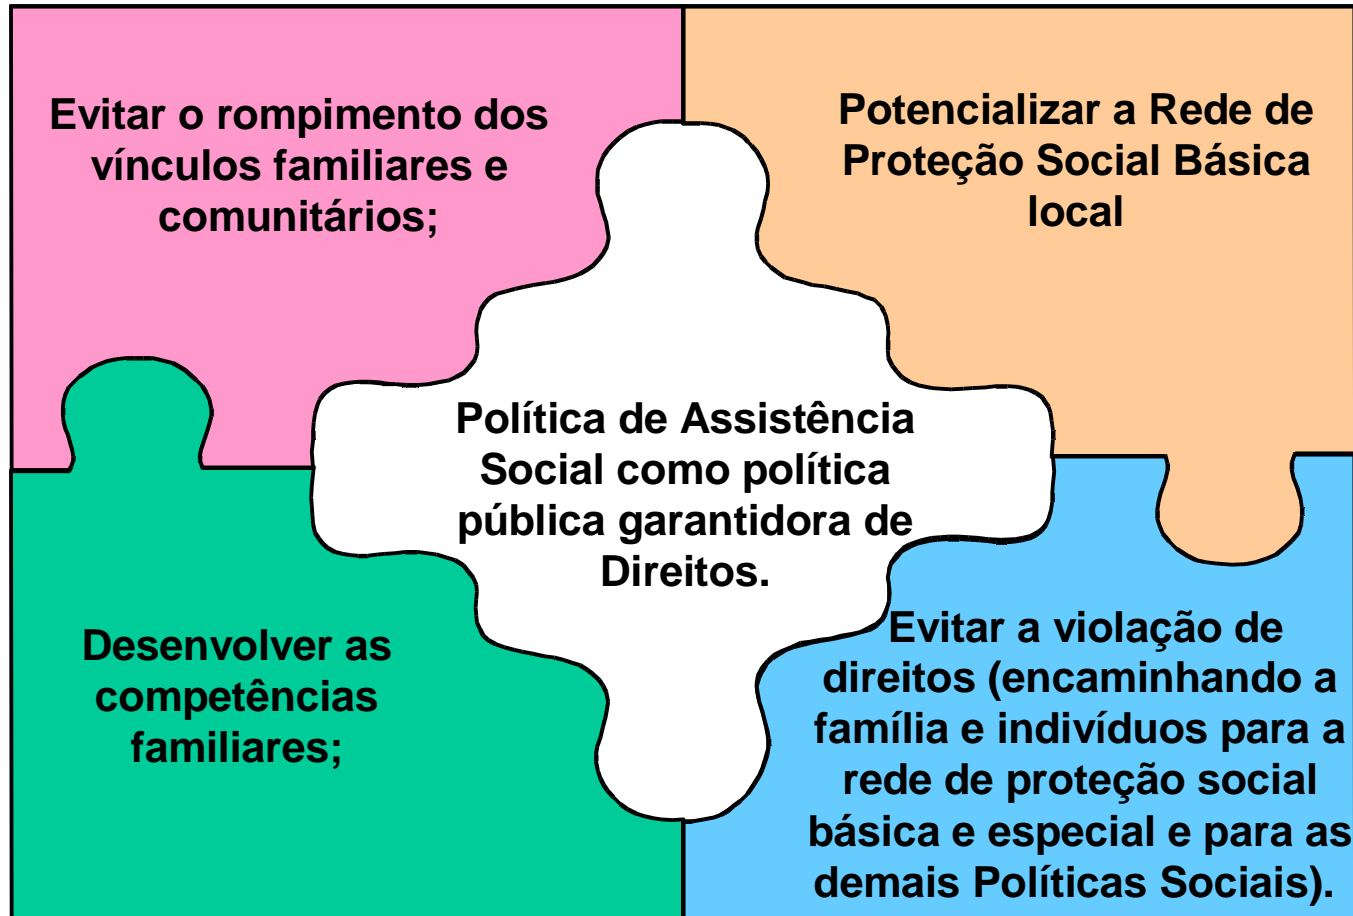 Evitar o rompimento dos
vínculos familiares e
comunitários;
Potencializar a Rede de
Proteção Social Básica
local
Política de Assistência
Social como política
pública garantidora de
Direitos.
Desenvolver as
competências
familiares;
Evitar a violação de
direitos (encaminhando a
família e indivíduos para a
rede de proteção social
básica e especial e para as
demais Políticas Sociais).